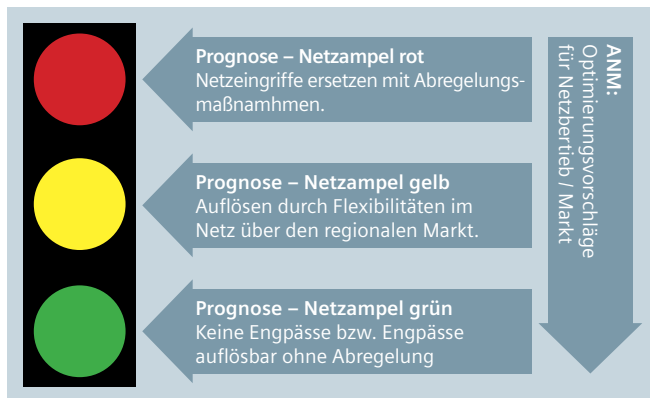 Prognose – Netzampel rot
Netzeingriffe ersetzen mit Abregelungs-
maßnamhmen.
Prognose – Netzampel gelb
Auflösen durch Flexibilitäten im
Netz über den regionalen Markt.
Prognose – Netzampel grün
Keine Engpässe bzw. Engpässe
auflösbar ohne Abregelung
ANM:
Optimierungsvorschläge
für Netzbertieb / Markt